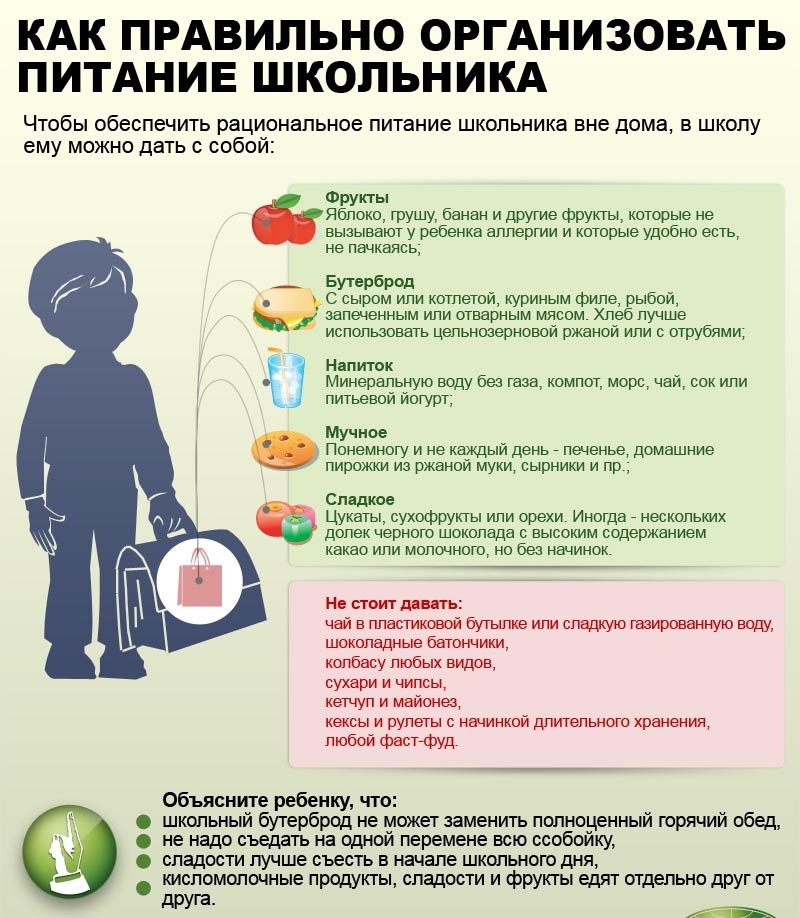 КАК ПРАВИЛЬНО ОРГАНИЗОВАТЬ
ПИТАНИЕ ШКОЛЬНИКА
Чтобы обеспечить рациональное питание школьника вне дома, в школу
ему можно дать с собой:
Фрукты
Яблоко, грушу, банан и другие фрукты, которые не
вызывают у ребенка аллергии и которые удобно есть,
не пачкаясь;
Бутерброд
С сыром или котлетой, куриным филе, рыбой,
запеченным или отварным мясом. Хлеб лучше
использовать цельнозерновой ржаной или с отрубями;
Напиток
Минеральную воду без газа, компот, морс, чай, сок или
питьевой йогурт;
Мучное
Понемногу и не каждый день - печенье, домашние
пирожки из ржаной муки, сырники и пр.;
Сладкое
Цукаты, сухофрукты или орехи. Иногда - нескольких
долек черного шоколада с высоким содержанием
какао или молочного, но без начинок.
Не стоит давать:
чай в пластиковой бутылке или сладкую газированную воду,
шоколадные батончики,
колбасу любых видов,
сухари и чипсы,
кетчуп и майонез,
кексы и рулеты с начинкой длительного хранения,
любой фаст-фуд.
Объясните ребенку, что:
школьный бутерброд не может заменить полноценный горячий обед,
не надо съедать на одной перемене всю ссобойку,
сладости лучше съесть в начале школьного дня,
кисломолочные продукты, сладости и фрукты едят отдельно друг от
друга.